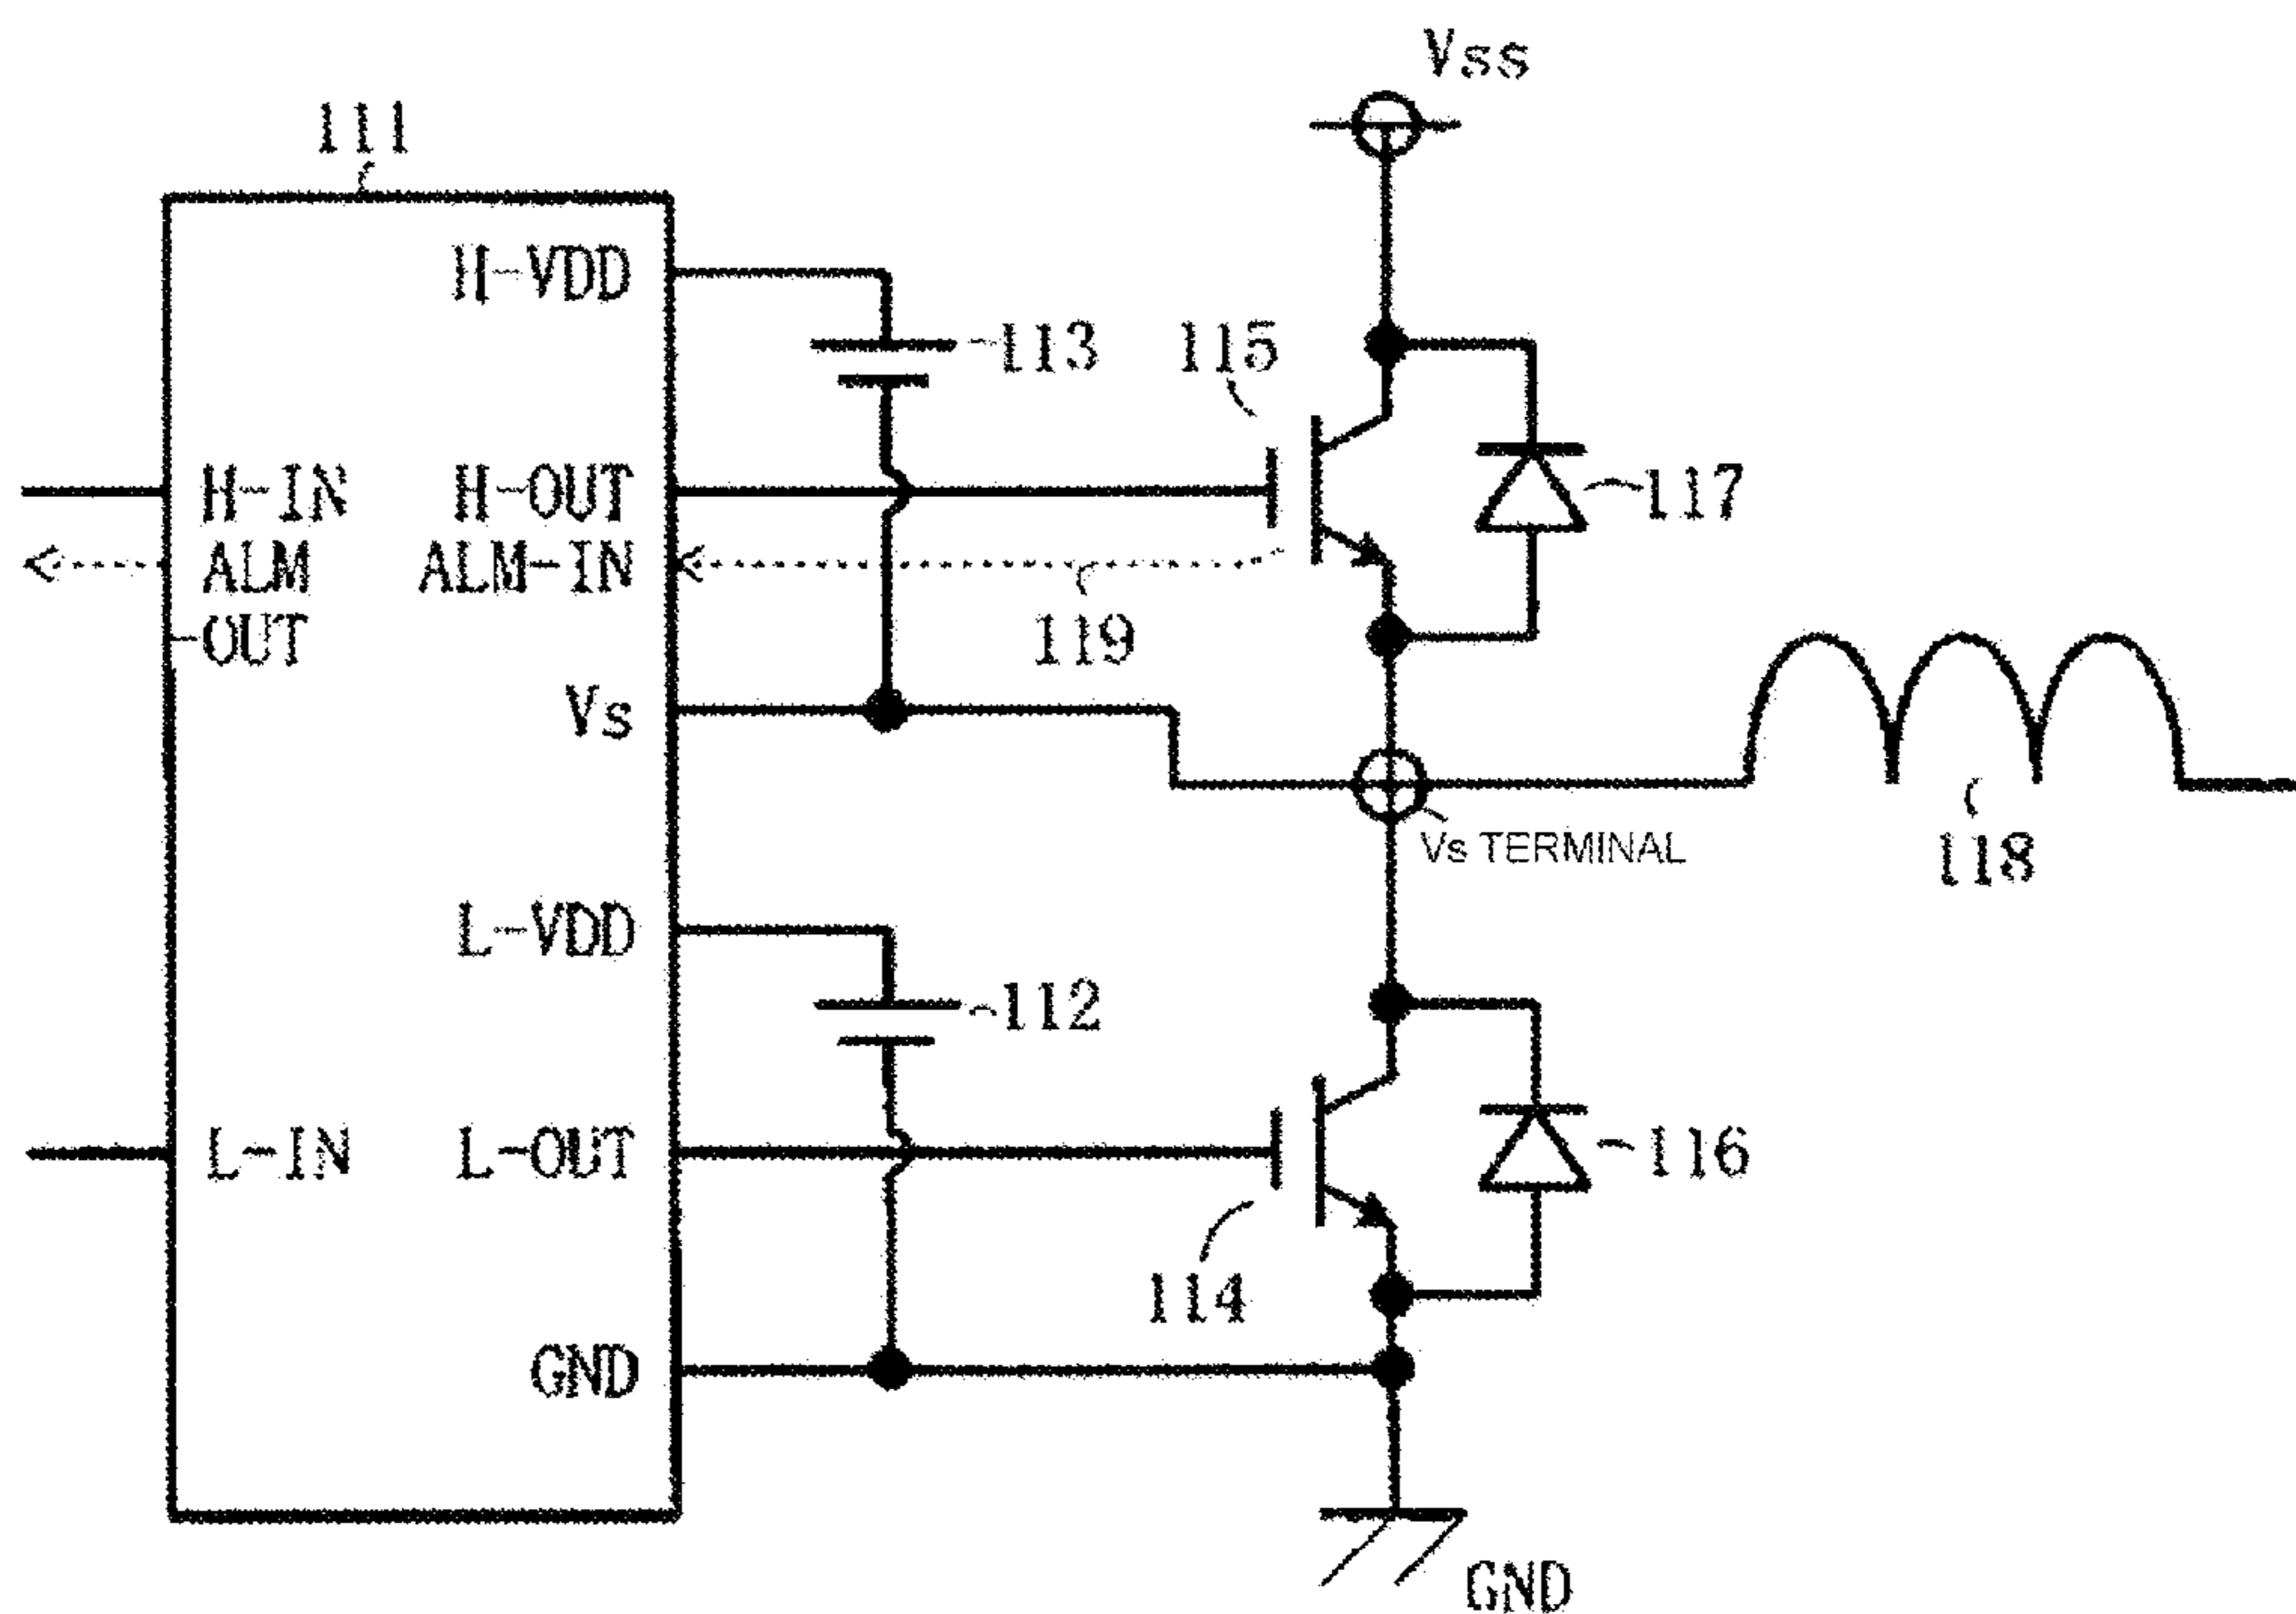 Vss
111
H-VDD
113
115
H-IN
H-OUT
117
ALM
ALM-IN
OUT
119
Vs
Vs TERMINAL
118
L-VDD
112
L-IN
L-OUT
116
114
GND
GND